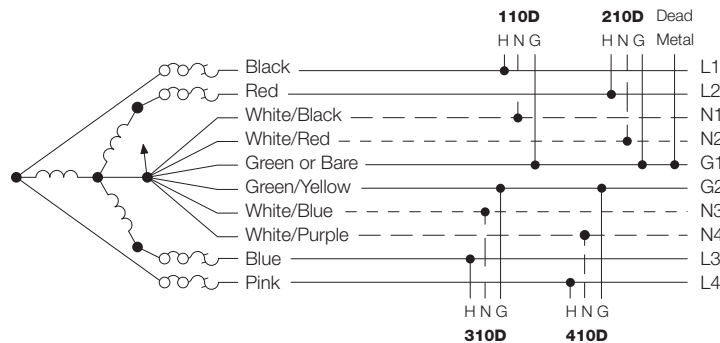 110D 210D Dead
H N G H N G Metal
Black L1
Red L2
White/Black N1
White/Red N2
Green or Bare G1
Green/Yellow G2
White/Blue N3
White/Purple N4
Blue L3
Pink L4
H N G H N G
310D 410D